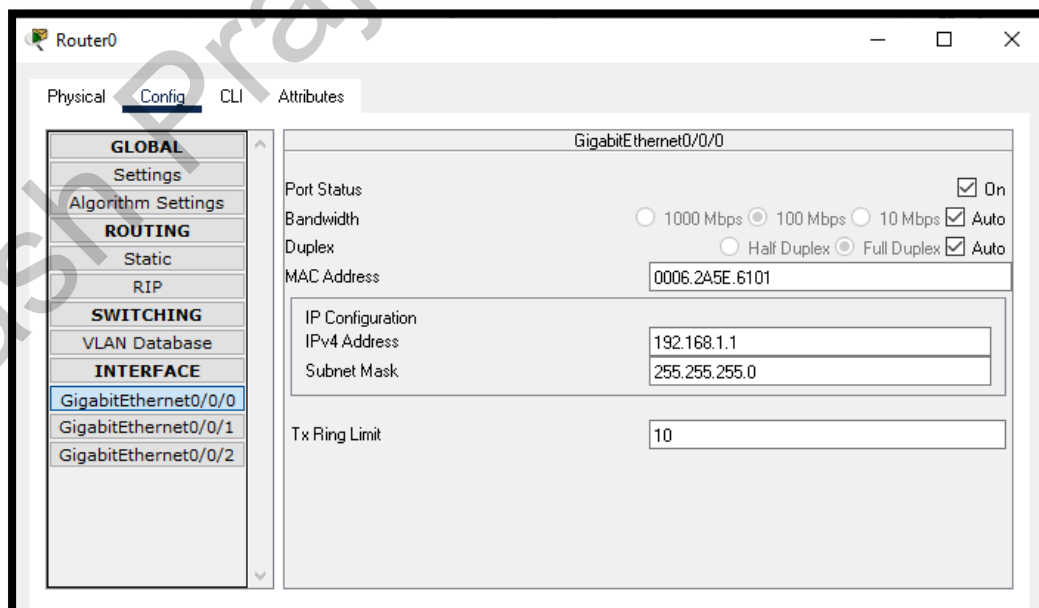 Router0
Physical Config CLI Attributes
GLOBAL
Settings
Algorithm Settings
ROUTING
Static
RIP
SWITCHING
VLAN Database
INTERFACE
GigabitEthernet0/0/0
GigabitEthernet0/0/1
GigabitEthernet0/0/2
GigabitEthernet0/0/0
Port Status On
Bandwidth 1000 Mbps 100 Mbps 10 Mbps Auto
Duplex Half Duplex Full Duplex Auto
MAC Address 0006.2A5E.6101
IP Configuration
IPv4 Address 192.168.1.1
Subnet Mask 255.255.255.0
Tx Ring Limit 10